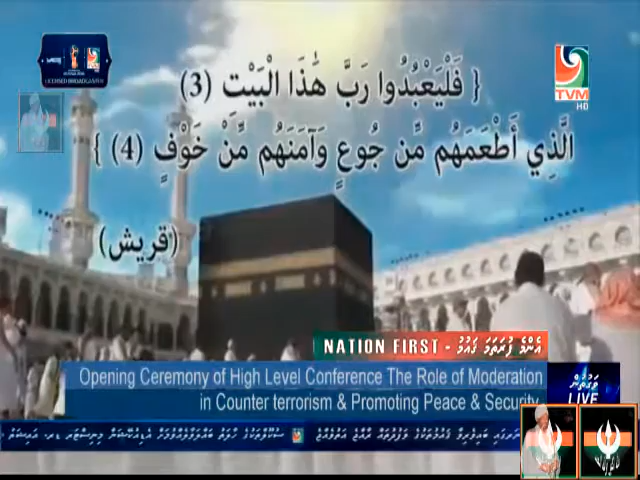 { فَلْيَعْبُدُوا رَبَّ هَٰذَا الْبَيْتِ (3)
الَّذِي أَطْعَمَهُم مِّن جُوعٍ وَآمَنَهُم مِّنْ خَوْفٍ (4) }
(قريش)
TVM
HD
NATION FIRST - އެންމެ ފުރަތަމަ ޤައުމު
Opening Ceremony of High Level Conference The Role of Moderation
in Counter terrorism & Promoting Peace & Security
ވަގުތުން
LIVE